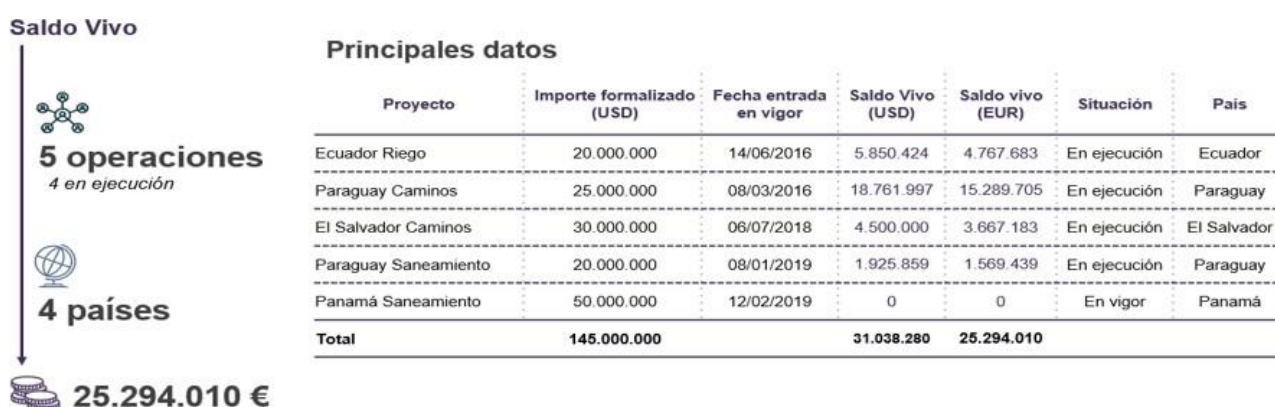 Saldo Vivo
5 operaciones
4 en ejecución
4 países
25.294.010 €
Principales datos
Proyecto Importe formalizado (USD) Fecha entrada en vigor Saldo Vivo (USD) Saldo vivo (EUR) Situación Pais
Ecuador Riego 20.000.000 14/06/2016 5.850.424 4.767.683 En ejecución Ecuador
Paraguay Caminos 25.000.000 08/03/2016 18.761.997 15.289.705 En ejecución Paraguay
El Salvador Caminos 30.000.000 06/07/2018 4.500.000 3.667.183 En ejecución El Salvador
Paraguay Saneamiento 20.000.000 08/01/2019 1.925.859 1.569.439 En ejecución Paraguay
Panamá Saneamiento 50.000.000 12/02/2019 0 0 En vigor Panamá
Total 145.000.000 31.038.280 25.294.010